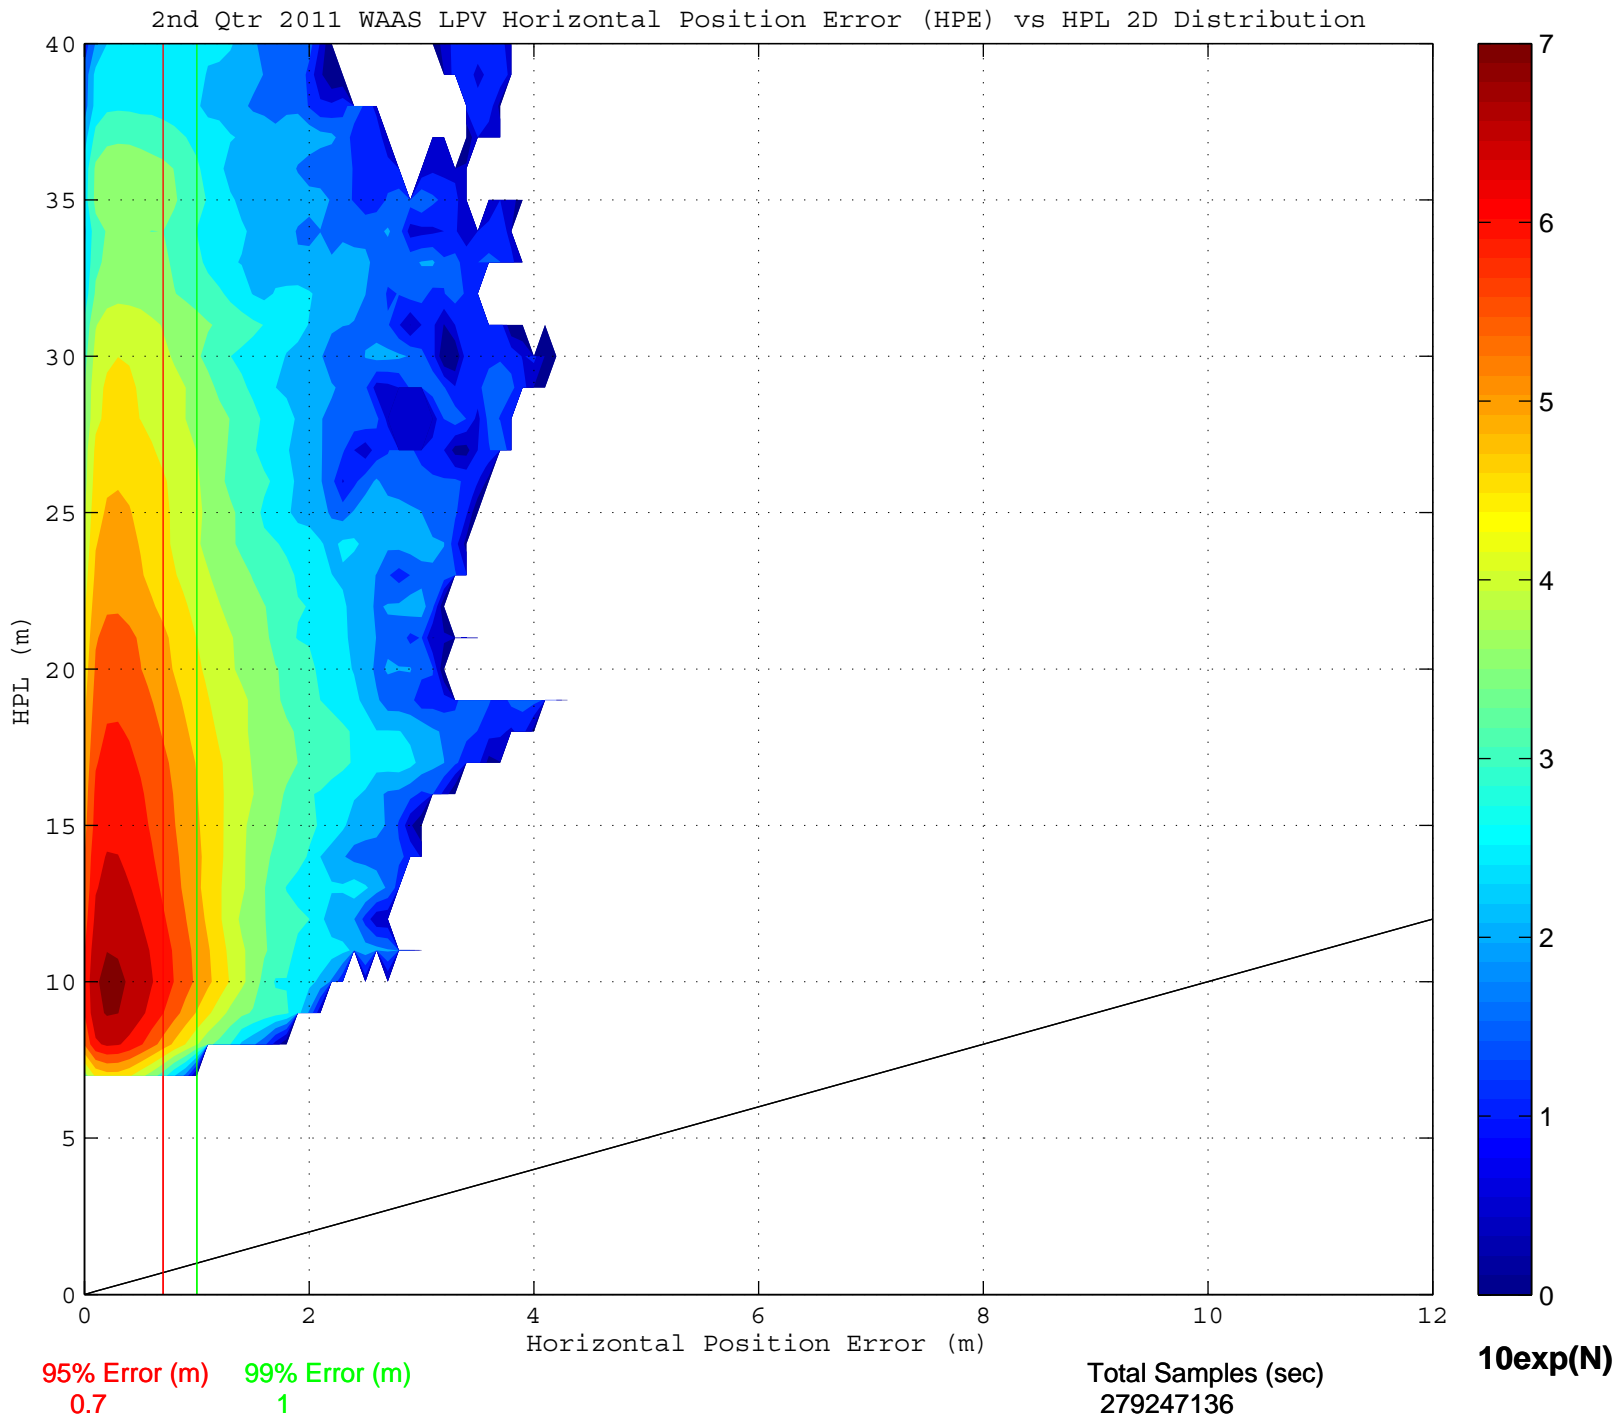 2nd Qtr 2011 WAAS LPV Horizontal Position Error (HPE) vs HPL 2D Distribution
40
35
30
25
20
15
10
5
0
HPL (m)
0 2 4 6 8 10 12
Horizontal Position Error (m)
7
6
5
4
3
2
1
0
10exp(N)
95% Error (m) 99% Error (m) Total Samples (sec)
0.7 1 279247136